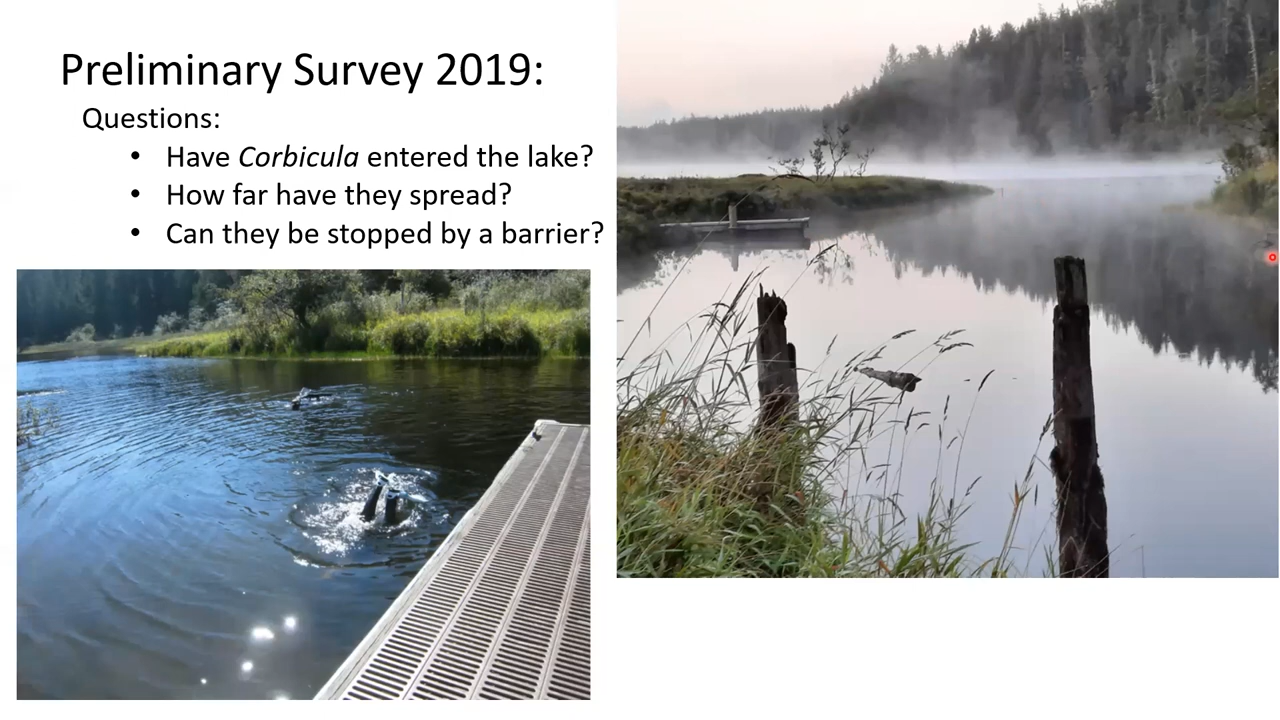 Preliminary Survey 2019:
Questions:
• Have Corbicula entered the lake?
• How far have they spread?
• Can they be stopped by a barrier?